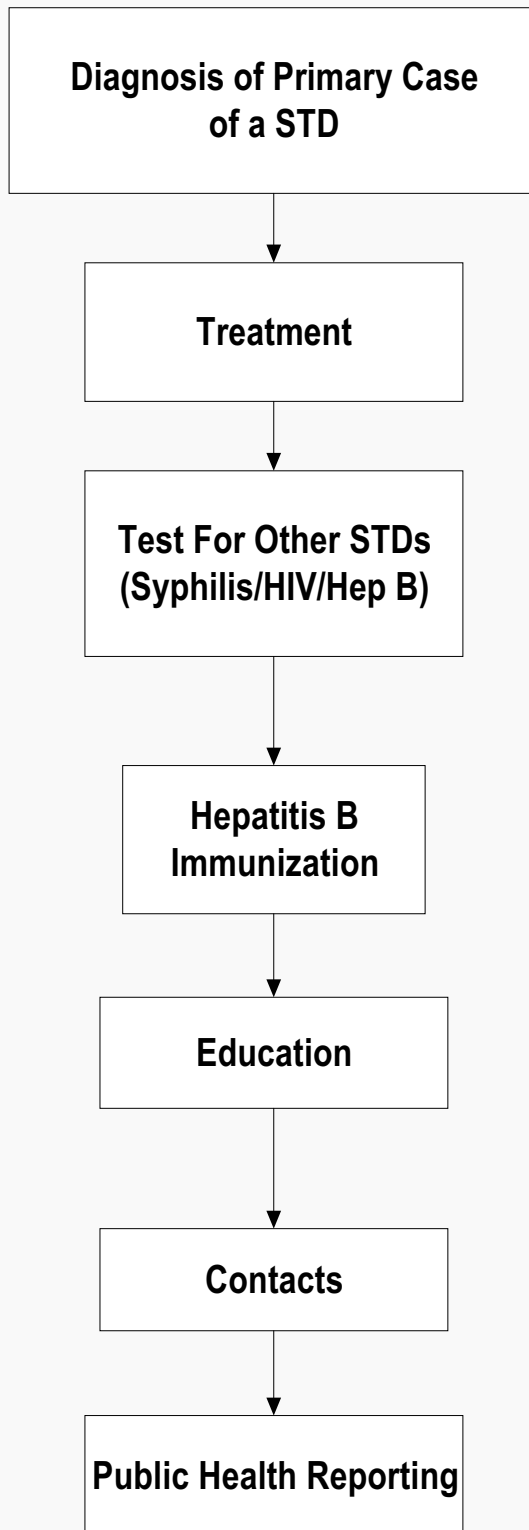 Diagnosis of Primary Case
of a STD
Treatment
Test For Other STDs
(Syphilis/HIV/Hep B)
Hepatitis B
Immunization
Education
Contacts
Public Health Reporting